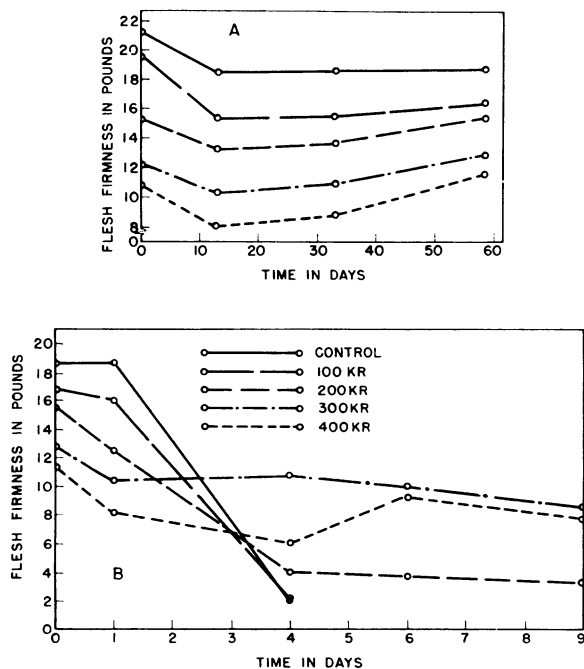 A
FLESH FIRMNESS IN POUNDS
22
20
18
16
14
12
10
8
0
0 10 20 30 40 50 60
TIME IN DAYS
B
FLESH FIRMNESS IN POUNDS
20
18
16
14
12
10
8
6
4
2
0
CONTROL
100 KR
200 KR
300 KR
400 KR
0 1 2 3 4 5 6 7 8 9
TIME IN DAYS